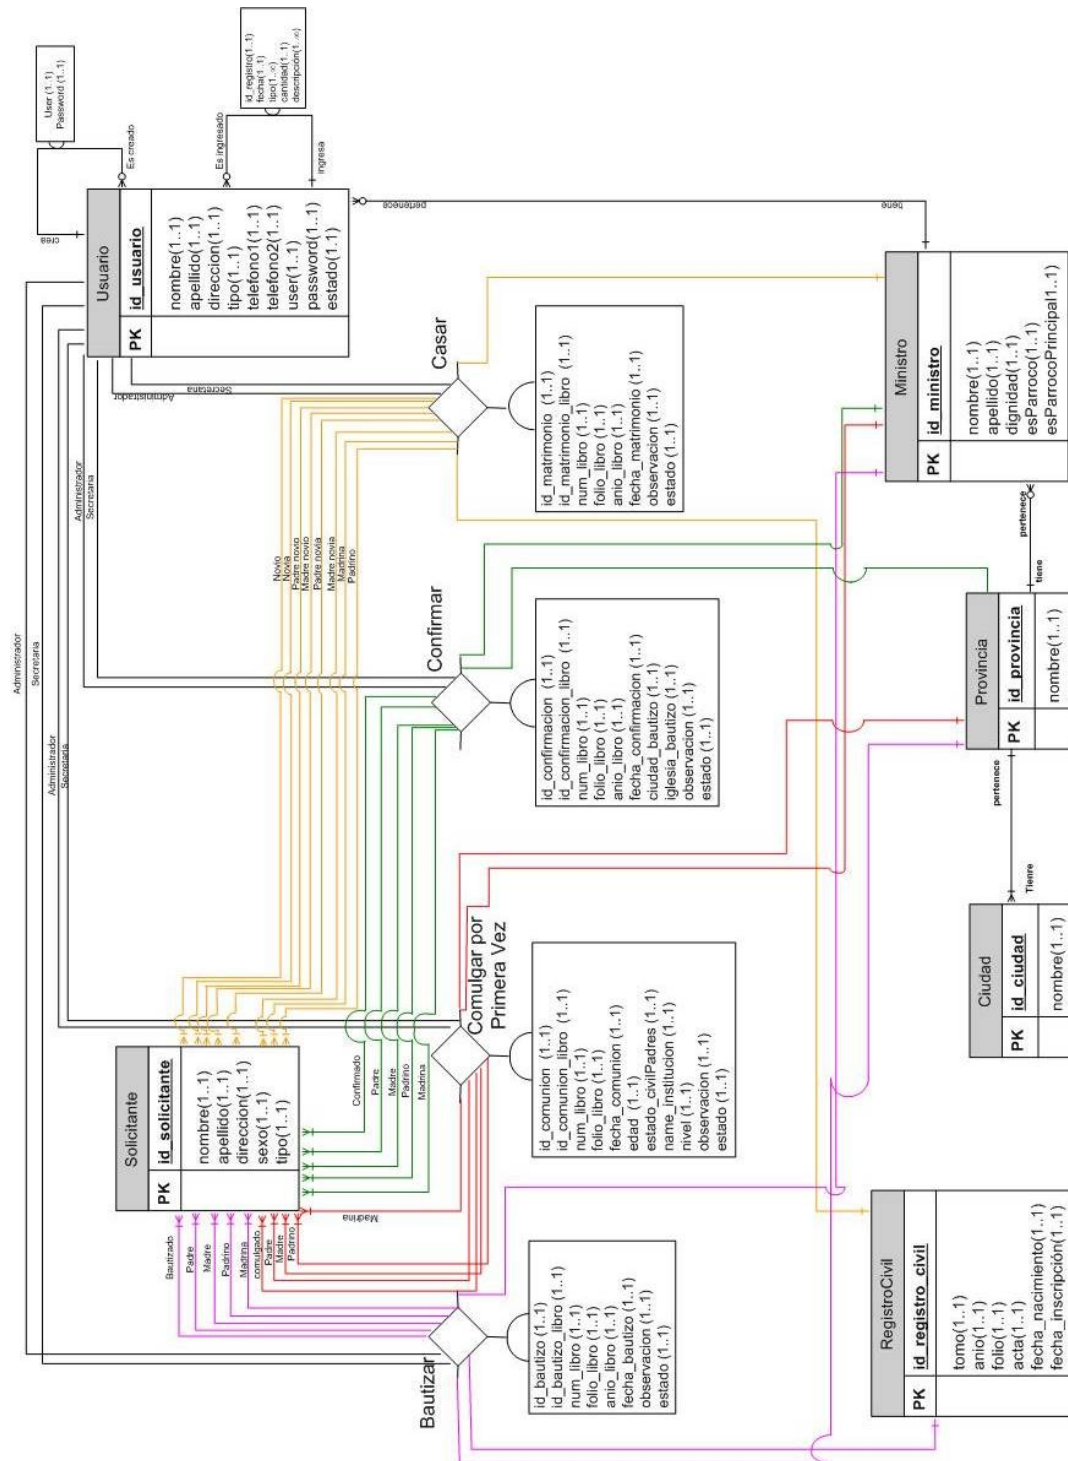 User (1..1)
Password (1..1)
crea
Es creado
id_registro(1..1)
fecha(1..1)
tipo(1..∞)
cantidad(1..1)
descripción(1..∞)
Es ingresado
ingresa
Usuario
PK
id_usuario
nombre(1..1)
apellido(1..1)
direccion(1..1)
tipo(1..1)
telefono1(1..1)
telefono2(1..1)
user(1..1)
password(1..1)
estado(1..1)
pertenece
tiene
Administrador
Secretaria
Administrador
Secretaria
Administrador
Secretaria
Administrador
Secretaria
Solicitante
PK
id_solicitante
nombre(1..1)
apellido(1..1)
direccion(1..1)
sexo(1..1)
tipo(1..1)
Novio
Novia
Padre novio
Madre novio
Padre novia
Madre novia
Madrina
Padrino
Confirmado
Padre
Madre
Padrino
Madrina
Bautizado
Padre
Madre
Padrino
Madrina
comulgado
Padre
Madre
Padrino
Madrina
Bautizar
id_bautizo (1..1)
id_bautizo_libro (1..1)
num_libro (1..1)
folio_libro (1..1)
anio_libro (1..1)
fecha_bautizo (1..1)
observacion (1..1)
estado (1..1)
Comulgar por
Primera Vez
id_comunion (1..1)
id_comunion_libro (1..1)
num_libro (1..1)
folio_libro (1..1)
fecha_comunion (1..1)
edad (1..1)
estado_civilPadres (1..1)
name_institucion (1..1)
nivel (1..1)
observacion (1..1)
estado (1..1)
Confirmar
id_confirmacion (1..1)
id_confirmacion_libro (1..1)
num_libro (1..1)
folio_libro (1..1)
anio_libro (1..1)
fecha_confirmacion (1..1)
ciudad_bautizo (1..1)
iglesia_bautizo (1..1)
observacion (1..1)
estado (1..1)
Casar
id_matrimonio (1..1)
id_matrimonio_libro (1..1)
num_libro (1..1)
folio_libro (1..1)
anio_libro (1..1)
fecha_matrimonio (1..1)
observacion (1..1)
estado (1..1)
RegistroCivil
PK
id_registro_civil
tomo(1..1)
anio(1..1)
folio(1..1)
acta(1..1)
fecha_nacimiento(1..1)
fecha_inscripción(1..1)
Ciudad
PK
id_ciudad
nombre(1..1)
Tienre
pertenece
Provincia
PK
id_provincia
nombre(1..1)
tiene
pertenece
Ministro
PK
id_ministro
nombre(1..1)
apellido(1..1)
dignidad(1..1)
esParroco(1..1)
esParrocoPrincipal1..1)